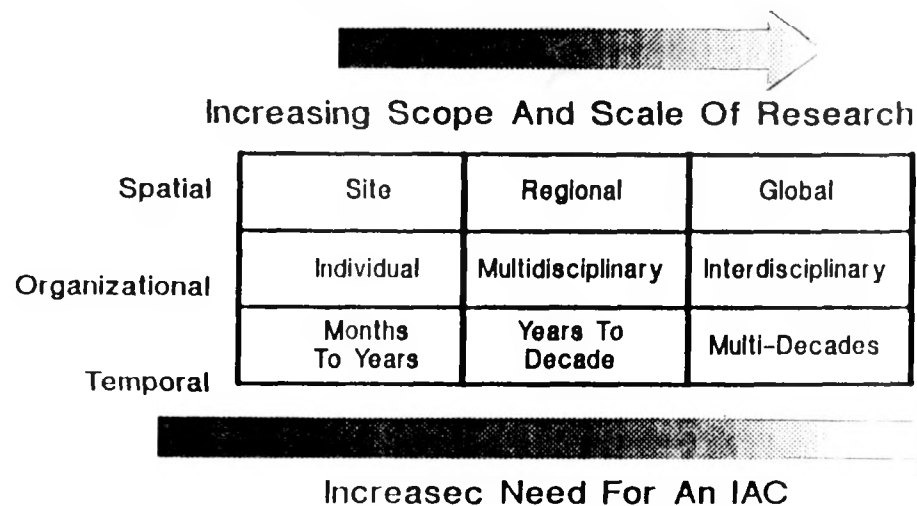 Increasing Scope And Scale Of Research
Spatial Site Regional Global
Organizational Individual Multidisciplinary Interdisciplinary
Temporal Months To Years Years To Decade Multi-Decades
Increasec Need For An IAC